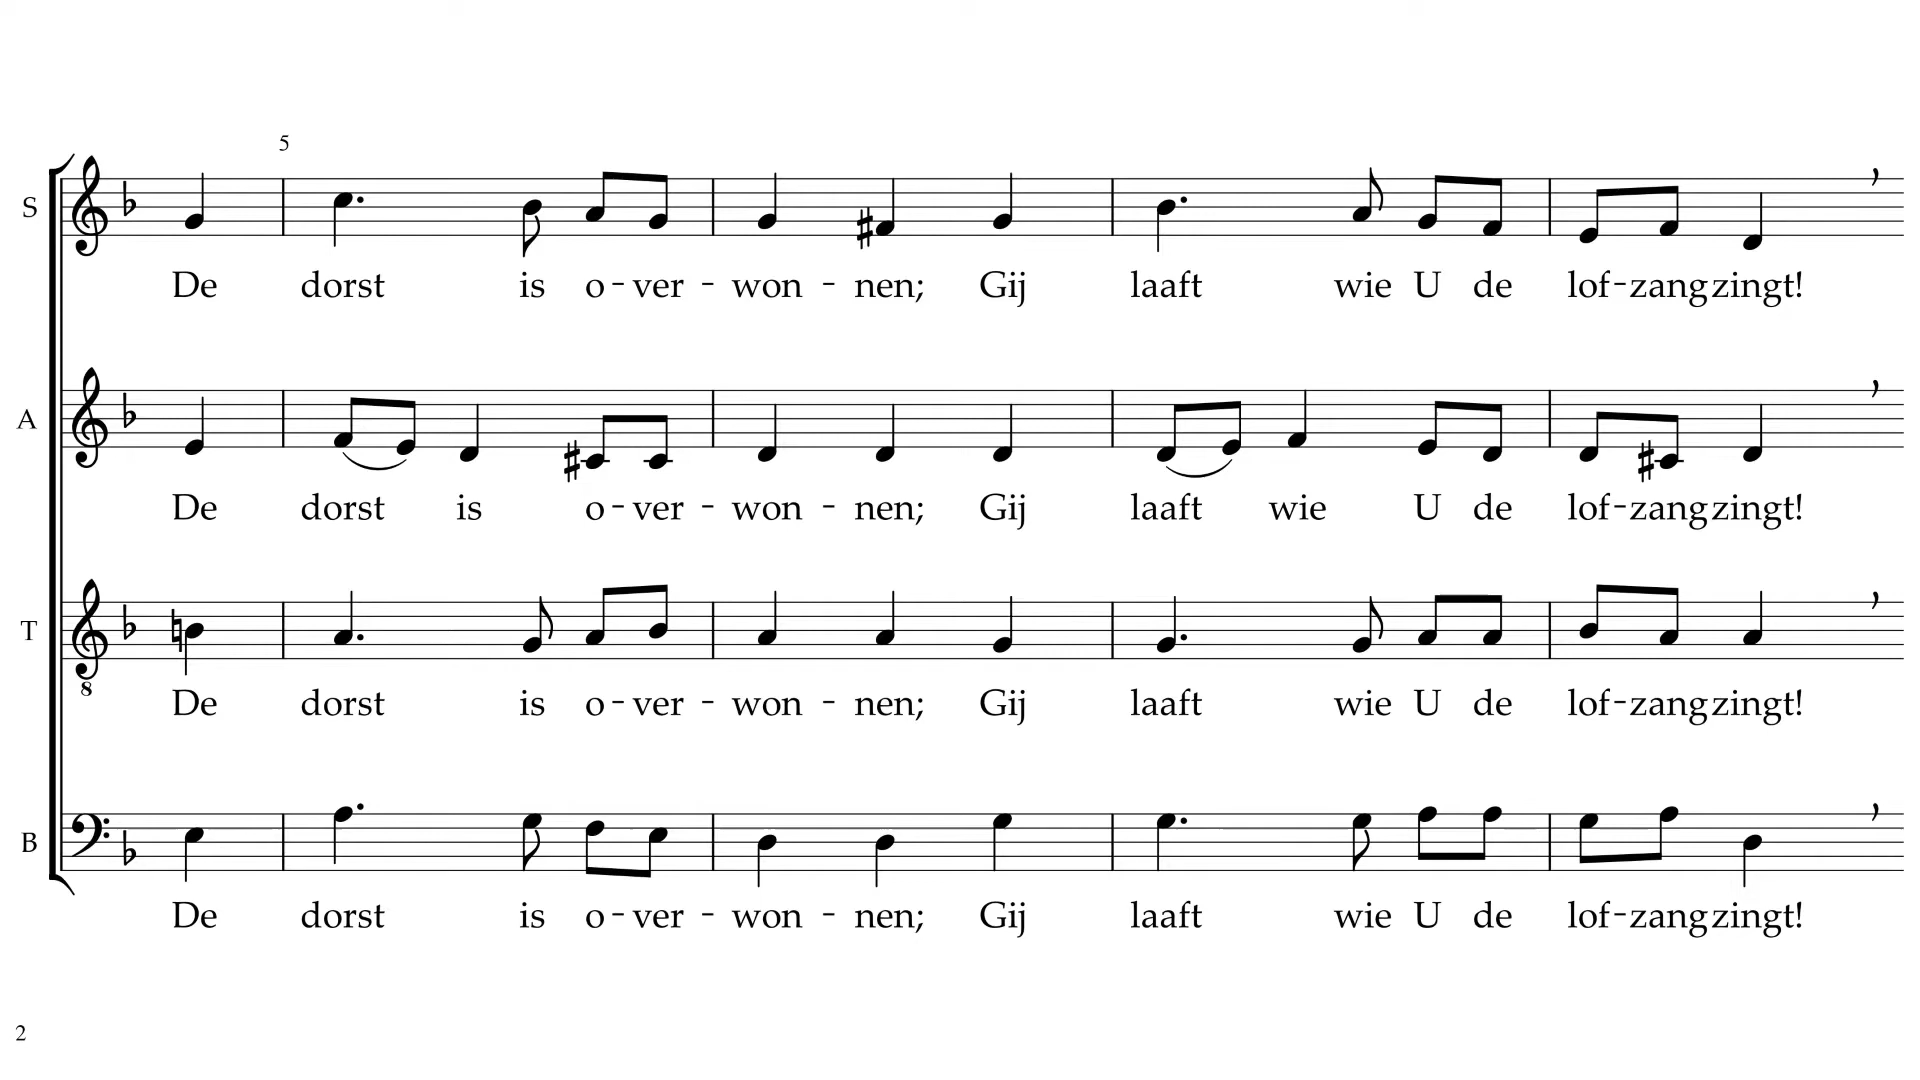 5
S
De dorst is o-ver-won-nen; Gij laaft wie U de lof-zang zingt!
A
De dorst is o-ver-won-nen; Gij laaft wie U de lof-zang zingt!
T
8
De dorst is o-ver-won-nen; Gij laaft wie U de lof-zang zingt!
B
De dorst is o-ver-won-nen; Gij laaft wie U de lof-zang zingt!
2